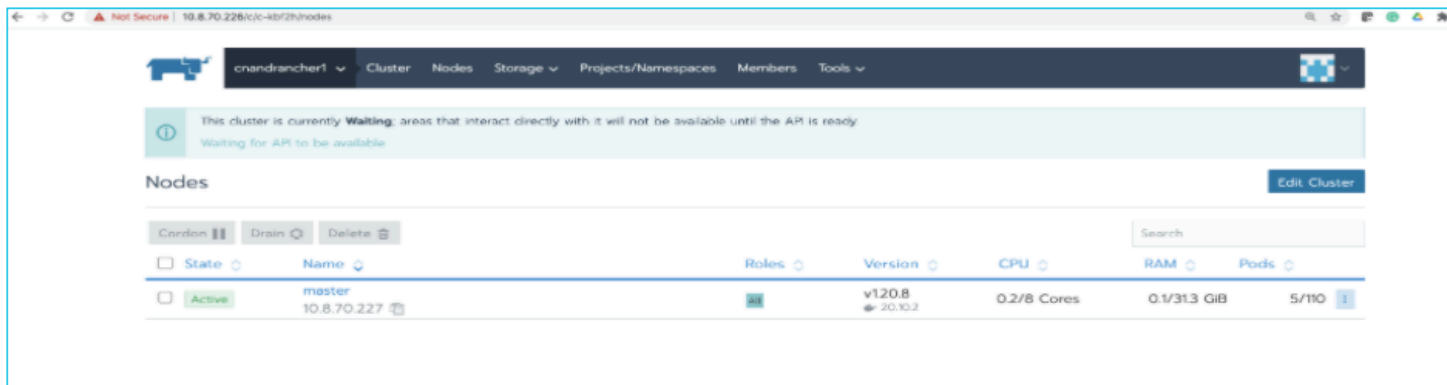 Not Secure | 10.8.70.226/c/c-kbf2h/nodes
cnandrancher1 Cluster Nodes Storage Projects/Namespaces Members Tools
This cluster is currently Waiting; areas that interact directly with it will not be available until the API is ready.
Waiting for API to be available
Nodes
Edit Cluster
Cordon Drain Delete
Search
State Name Roles Version CPU RAM Pods
Active master All v1.20.8 0.2/8 Cores 0.1/31.3 GiB 5/110
10.8.70.227 20.10.2